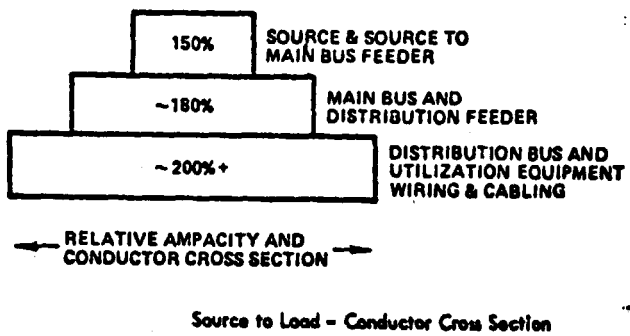 150%
SOURCE & SOURCE TO
MAIN BUS FEEDER
~180%
MAIN BUS AND
DISTRIBUTION FEEDER
~200%+
DISTRIBUTION BUS AND
UTILIZATION EQUIPMENT
WIRING & CABLING
RELATIVE AMPACITY AND
CONDUCTOR CROSS SECTION
Source to Load - Conductor Cross Section